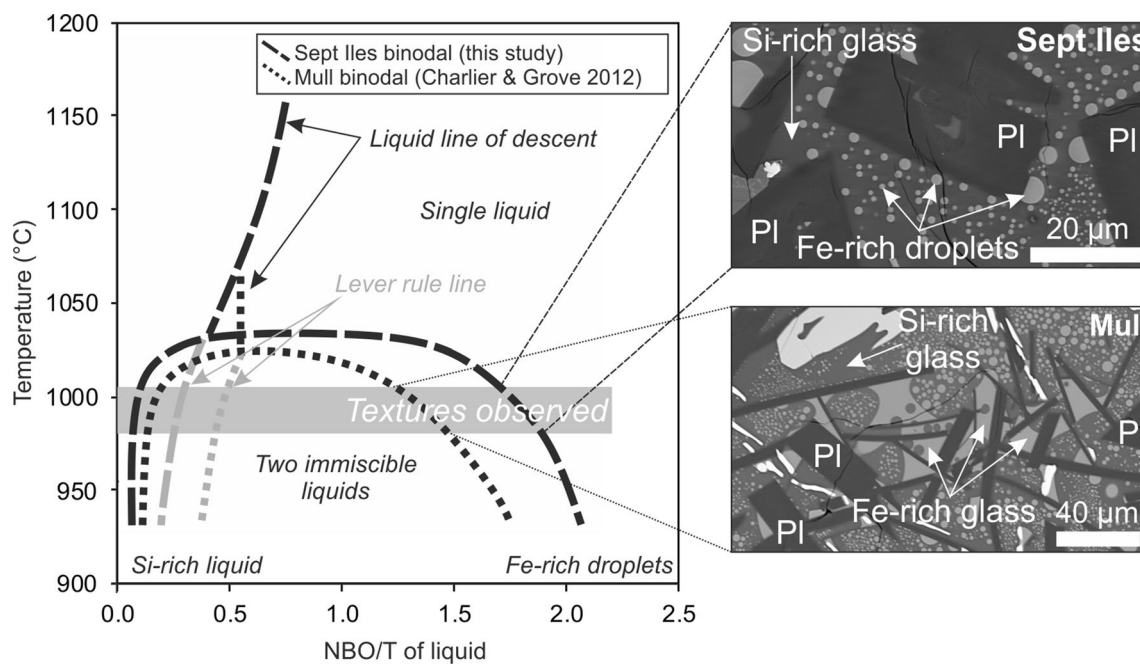 1200
1150
1100
1050
1000
950
900
Temperature (°C)
Sept Iles binodal (this study)
Mull binodal (Charlier & Grove 2012)
Liquid line of descent
Single liquid
Lever rule line
Textures observed
Two immiscible
liquids
Si-rich liquid
Fe-rich droplets
0.0
0.5
1.0
1.5
2.0
2.5
NBO/T of liquid
Si-rich glass
Sept Iles
Pl
Pl
Pl
Fe-rich droplets
20 µm
Si-rich
glass
Mul
Pl
P
Fe-rich glass
Pl
40 µm